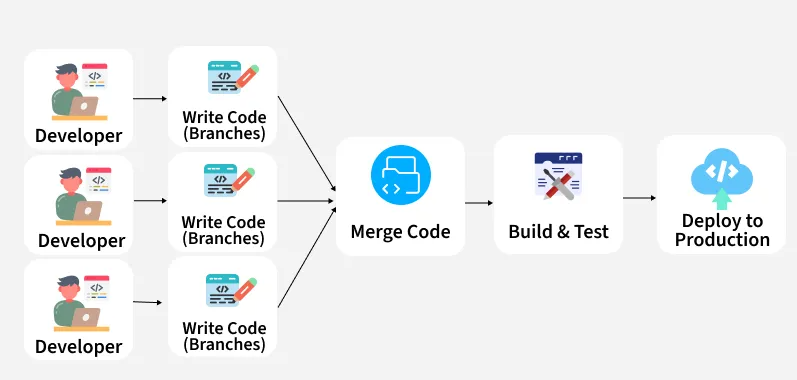 Developer
Write Code
(Branches)
Developer
Write Code
(Branches)
Developer
Write Code
(Branches)
Merge Code
Build & Test
Deploy to
Production